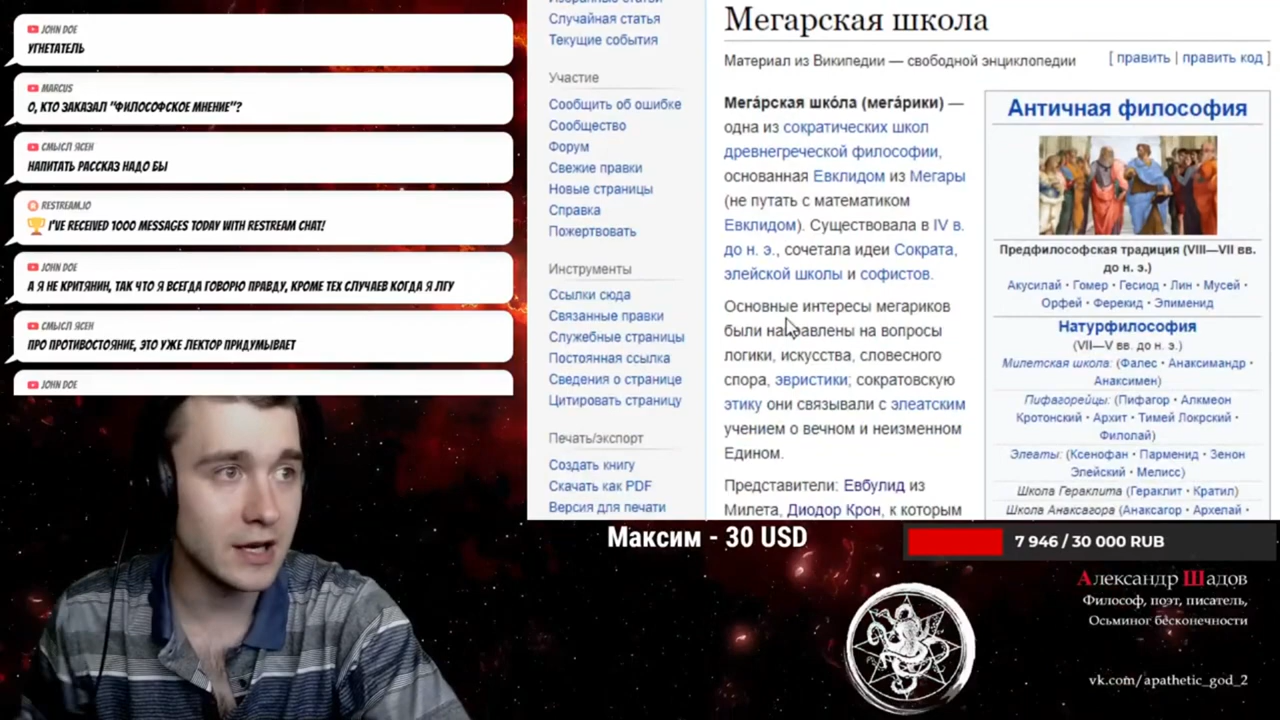 JOHN DOE
УГНЕТАТЕЛЬ
MARCUS
О, КТО ЗАКАЗАЛ "ФИЛОСОФСКОЕ МНЕНИЕ"?
СМЫСЛ ЯСЕН
НАПИТАТЬ РАССКАЗ НАДО БЫ
RESTREAM.IO
I'VE RECEIVED 1000 MESSAGES TODAY WITH RESTREAM CHAT!
JOHN DOE
А Я НЕ КРИТЯНИН, ТАК ЧТО Я ВСЕГДА ГОВОРЮ ПРАВДУ, КРОМЕ ТЕХ СЛУЧАЕВ КОГДА Я ЛГУ
СМЫСЛ ЯСЕН
ПРО ПРОТИВОСТОЯНИЕ, ЭТО УЖЕ ЛЕКТОР ПРИДУМЫВАЕТ
JOHN DOE
Избранные статьи
Случайная статья
Текущие события
Участие
Сообщить об ошибке
Сообщество
Форум
Свежие правки
Новые страницы
Справка
Пожертвовать
Инструменты
Ссылки сюда
Связанные правки
Служебные страницы
Постоянная ссылка
Сведения о странице
Цитировать страницу
Печать/экспорт
Создать книгу
Скачать как PDF
Версия для печати
Мегарская школа
Материал из Википедии — свободной энциклопедии
[ править | править код ]
Мега́рская шко́ла (мега́рики) —
одна из сократических школ
древнегреческой философии,
основанная Евклидом из Мегары
(не путать с математиком
Евклидом). Существовала в IV в.
до н. э., сочетала идеи Сократа,
элейской школы и софистов.
Основные интересы мегариков
были направлены на вопросы
логики, искусства, словесного
спора, эвристики; сократовскую
этику они связывали с элеатским
учением о вечном и неизменном
Едином.
Представители: Евбулид из
Милета, Диодор Крон, к которым
Античная философия
Предфилософская традиция (VIII—VII вв.
до н. э.)
Акусилай • Гомер • Гесиод • Лин • Мусей •
Орфей • Ферекид • Эпименид
Натурфилософия
(VII—V вв. до н. э.)
Милетская школа: (Фалес • Анаксимандр •
Анаксимен)
Пифагорейцы: (Пифагор • Алкмеон
Кротонский • Архит • Тимей Локрский •
Филолай)
Элеаты: (Ксенофан • Парменид • Зенон
Элейский • Мелисс)
Школа Гераклита (Гераклит • Кратил)
Школа Анаксагора (Анаксагор • Архелай •
Максим - 30 USD
7 946 / 30 000 RUB
Александр Шадов
Философ, поэт, писатель,
Осьминог бесконечности
vk.com/apathetic_god_2